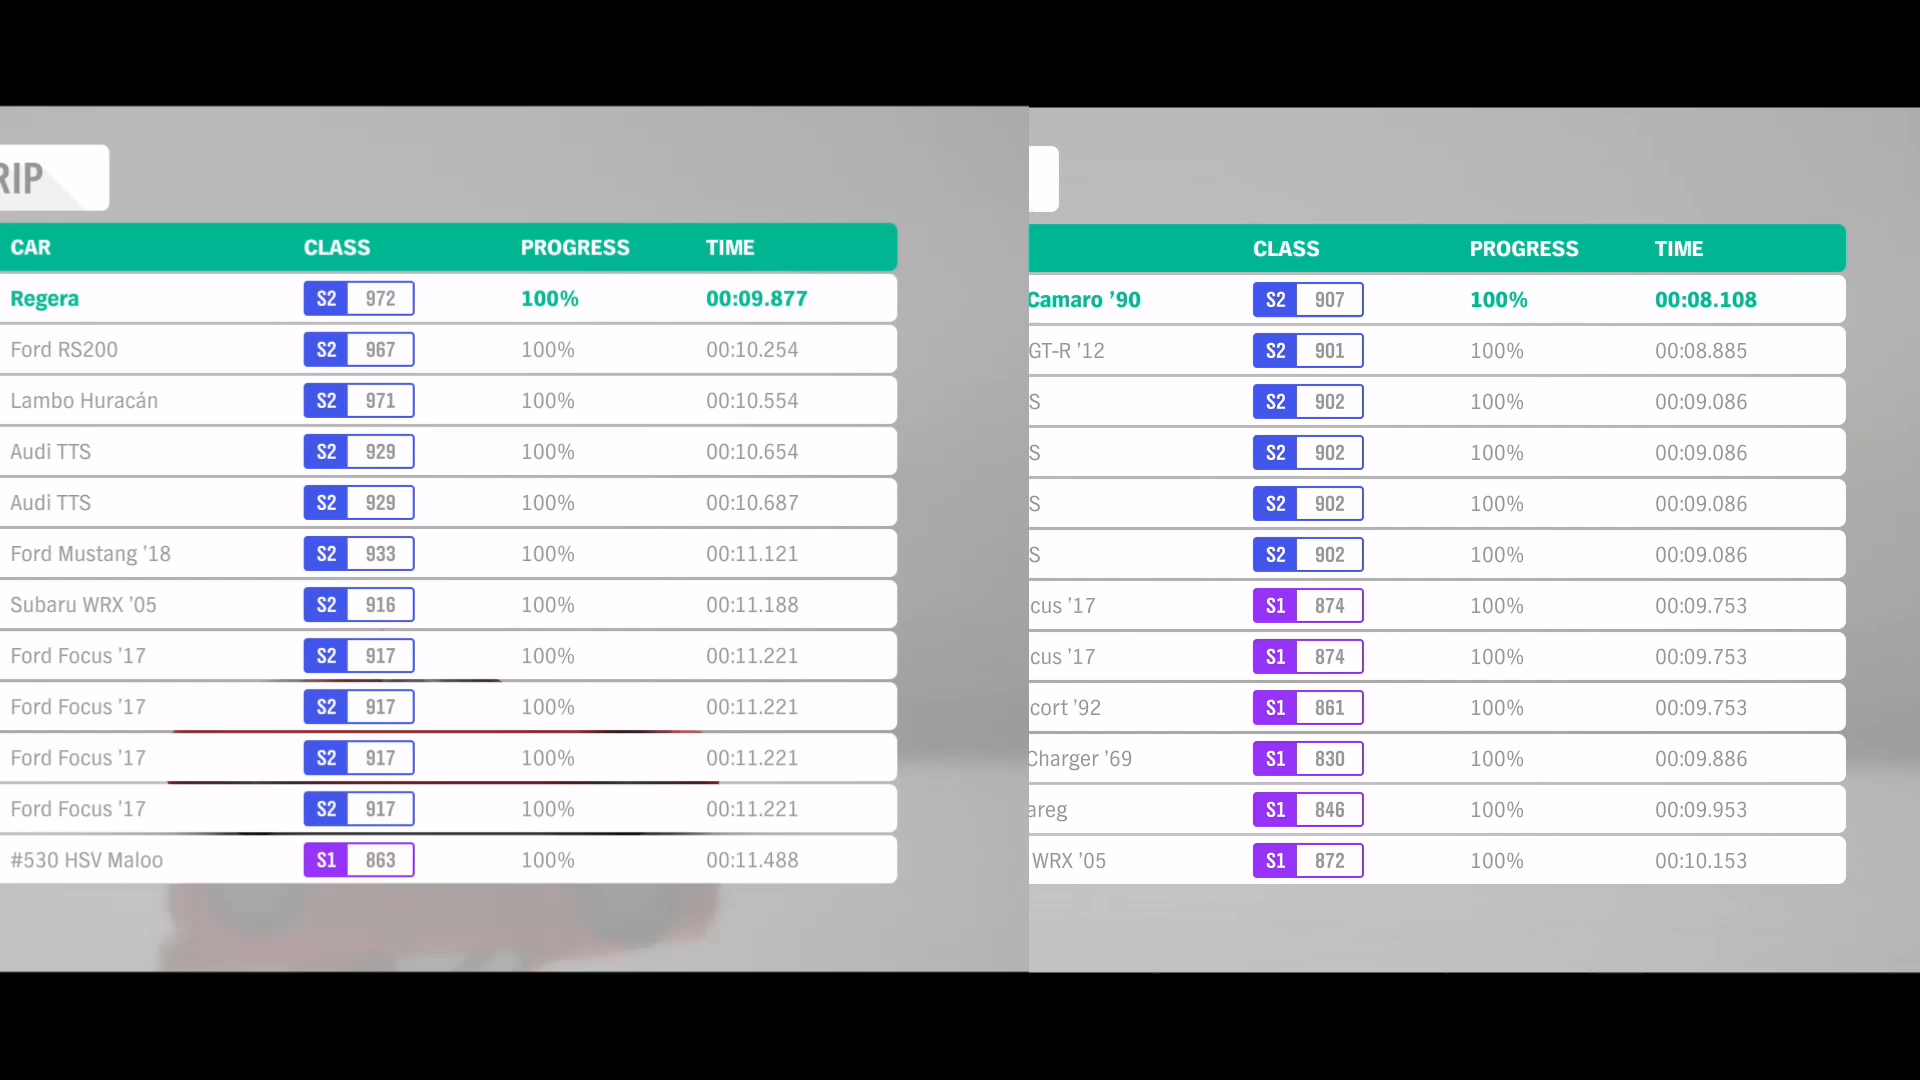 RIP
CAR CLASS PROGRESS TIME
Regera S2 972 100% 00:09.877
Ford RS200 S2 967 100% 00:10.254
Lambo Huracán S2 971 100% 00:10.554
Audi TTS S2 929 100% 00:10.654
Audi TTS S2 929 100% 00:10.687
Ford Mustang ’18 S2 933 100% 00:11.121
Subaru WRX ’05 S2 916 100% 00:11.188
Ford Focus ’17 S2 917 100% 00:11.221
Ford Focus ’17 S2 917 100% 00:11.221
Ford Focus ’17 S2 917 100% 00:11.221
Ford Focus ’17 S2 917 100% 00:11.221
#530 HSV Maloo S1 863 100% 00:11.488
CLASS PROGRESS TIME
Camaro ’90 S2 907 100% 00:08.108
GT-R ’12 S2 901 100% 00:08.885
S S2 902 100% 00:09.086
S S2 902 100% 00:09.086
S S2 902 100% 00:09.086
S S2 902 100% 00:09.086
cus ’17 S1 874 100% 00:09.753
cus ’17 S1 874 100% 00:09.753
cort ’92 S1 861 100% 00:09.753
Charger ’69 S1 830 100% 00:09.886
areg S1 846 100% 00:09.953
WRX ’05 S1 872 100% 00:10.153